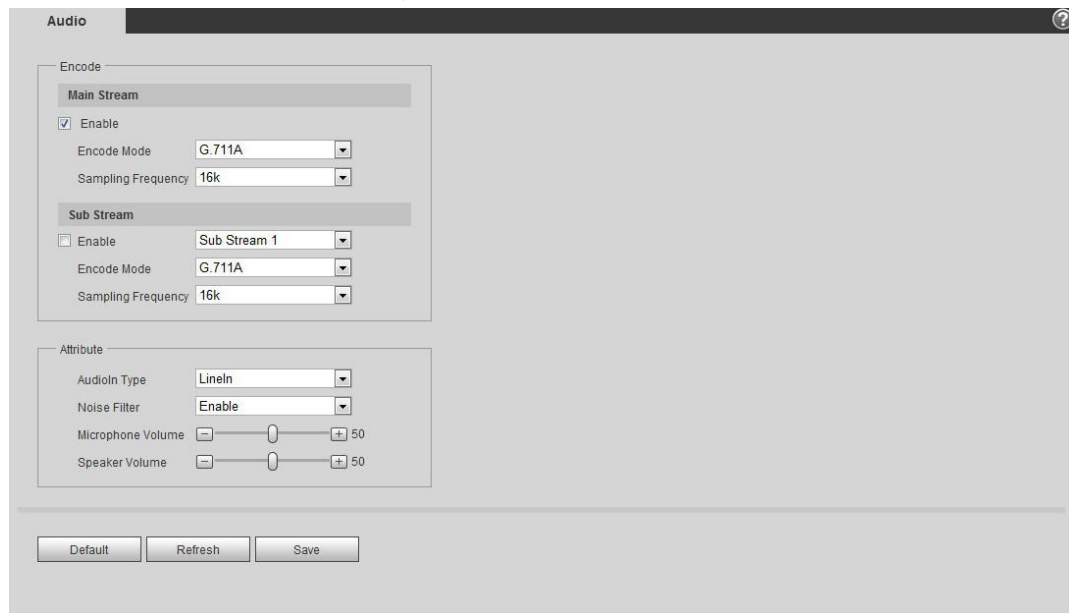 Audio
Encode
Main Stream
Enable
Encode Mode G.711A
Sampling Frequency 16k
Sub Stream
Enable Sub Stream 1
Encode Mode G.711A
Sampling Frequency 16k
Attribute
AudioIn Type LineIn
Noise Filter Enable
Microphone Volume - + 50
Speaker Volume - + 50
Default Refresh Save